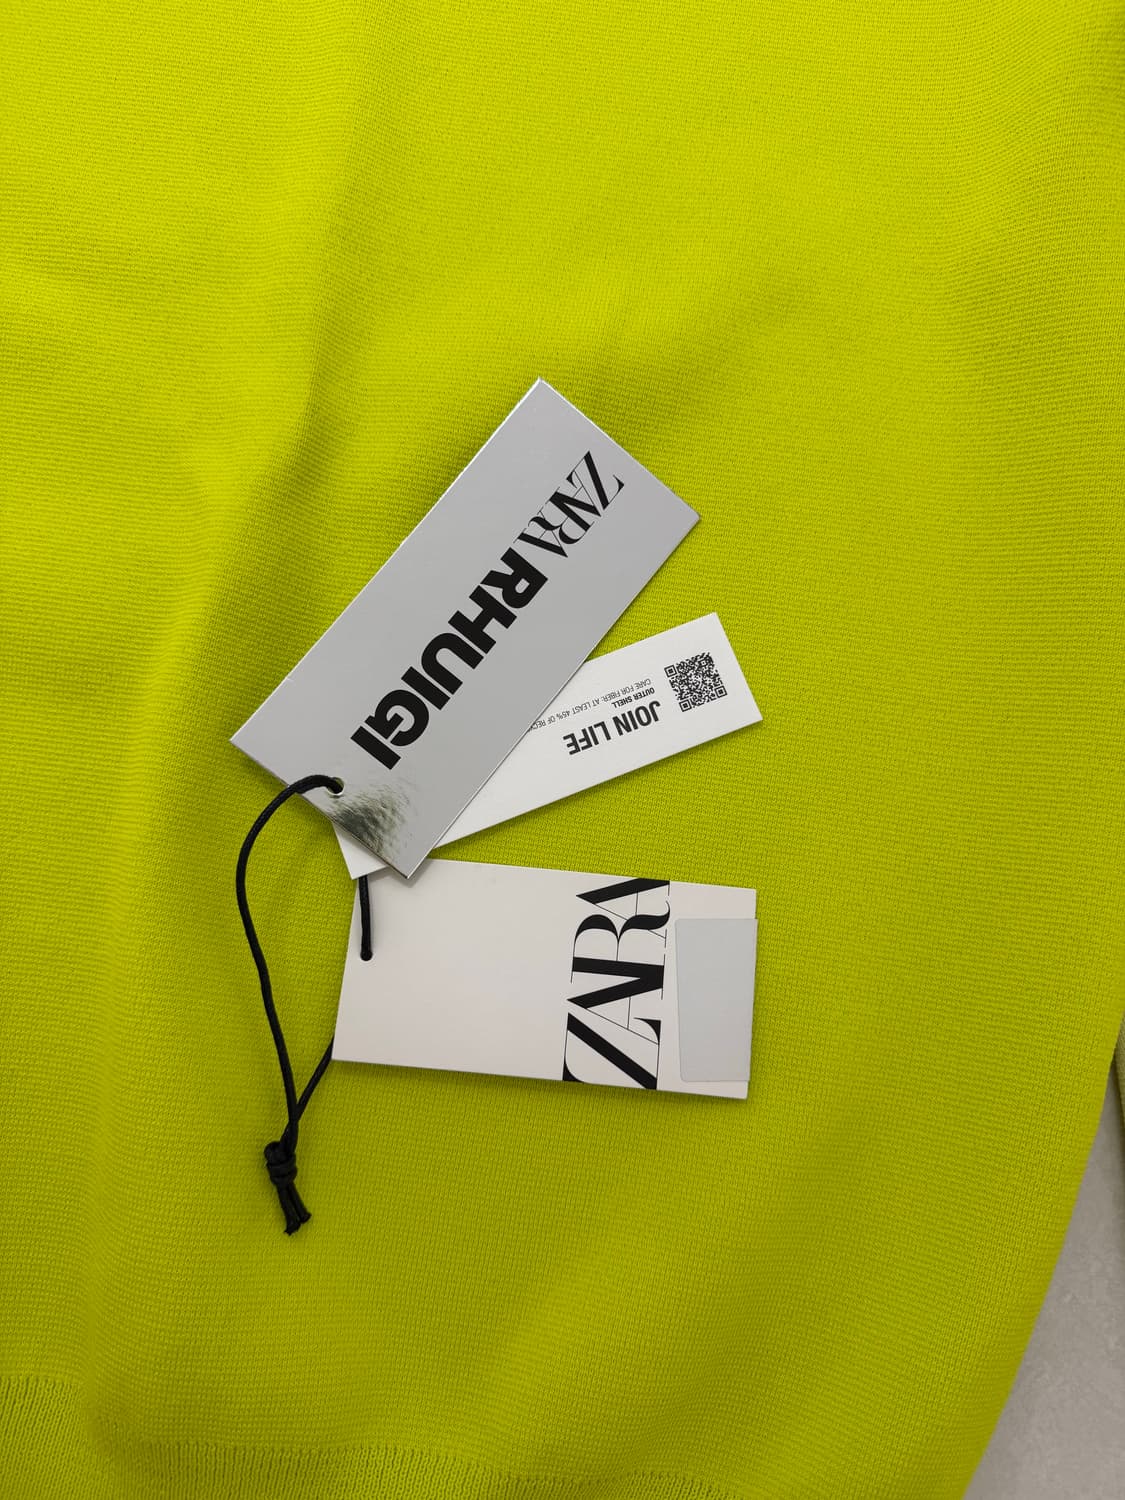 ZARA RHUIGI
JOIN LIFE
OUTER SHELL
CARE FOR FIBER: AT LEAST 45% OF
ZARA